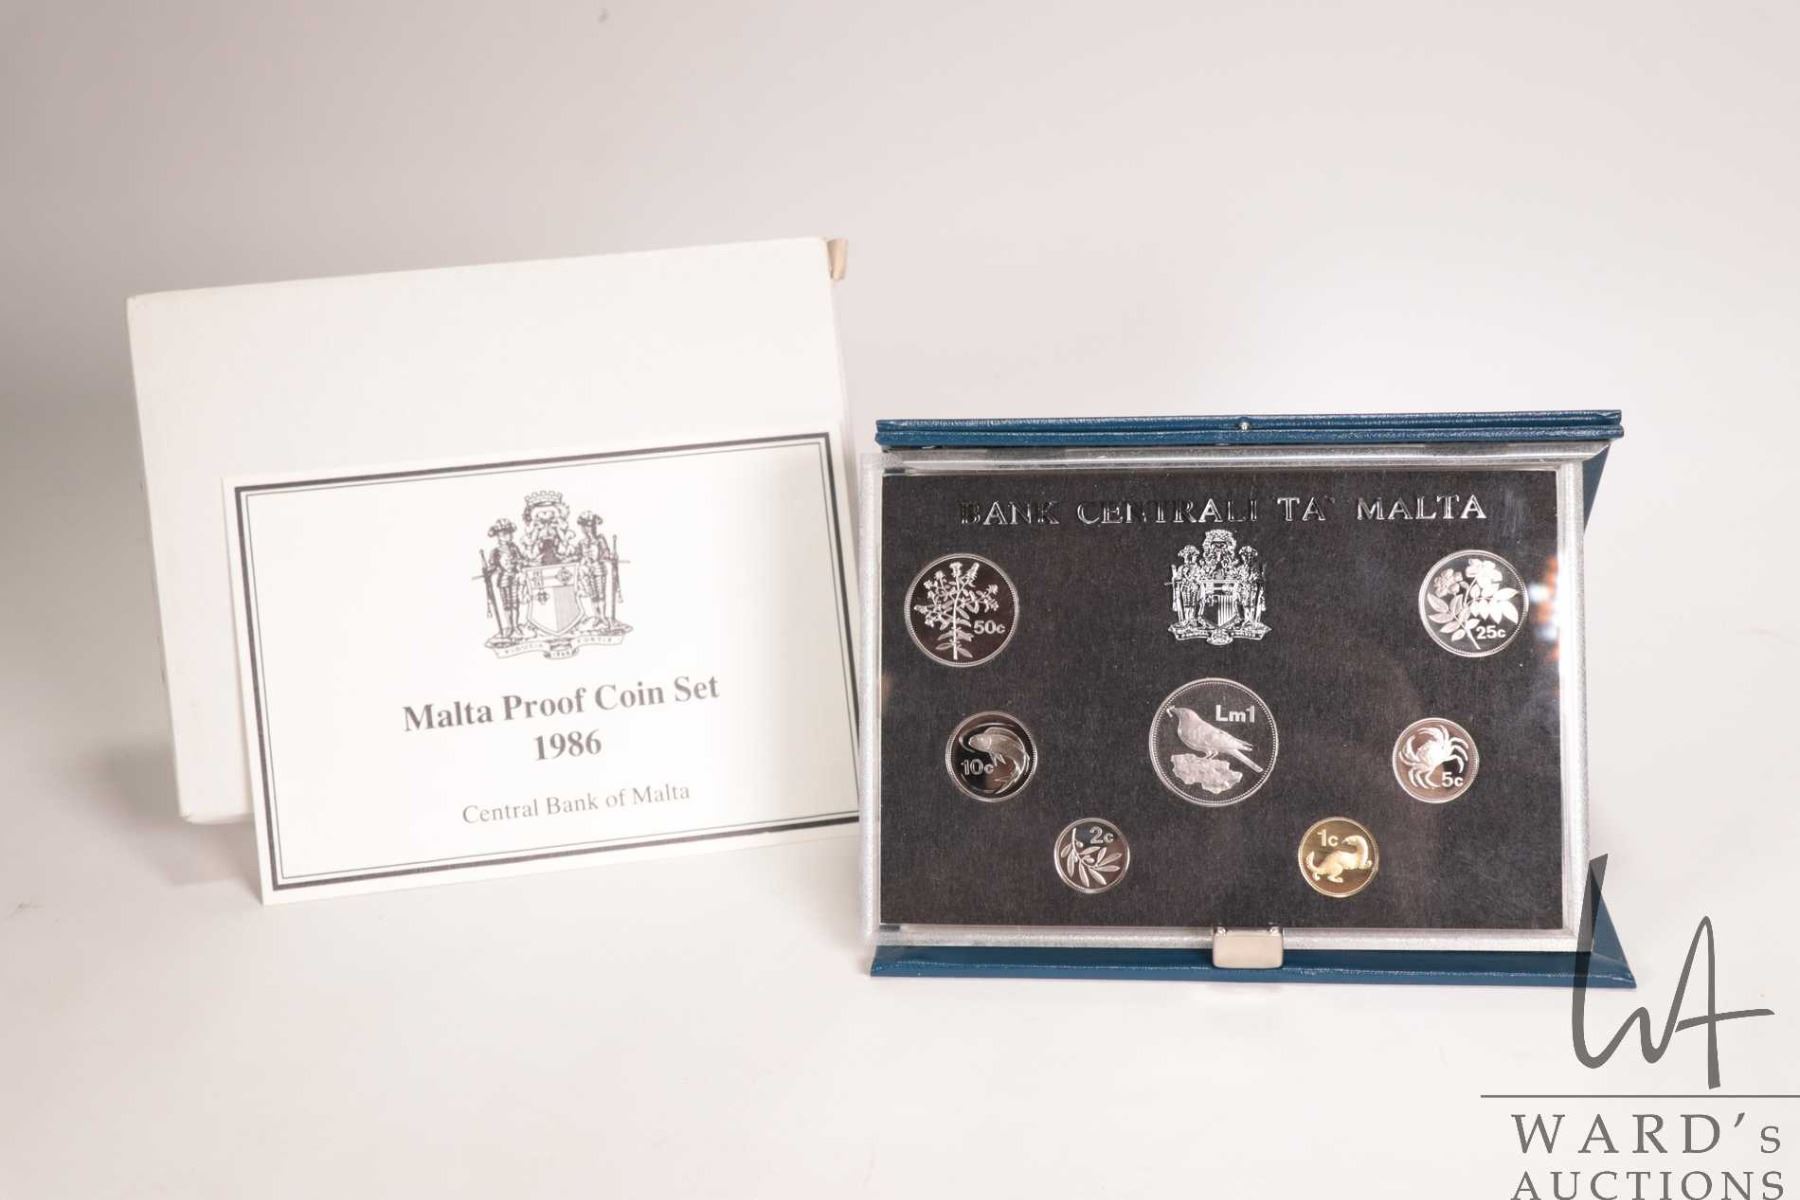 Malta Proof Coin Set
1986
Central Bank of Malta
BANK CENTRALI TA' MALTA
50c
25c
Lm1
10c
5c
2c
1c
WARD's
AUCTIONS